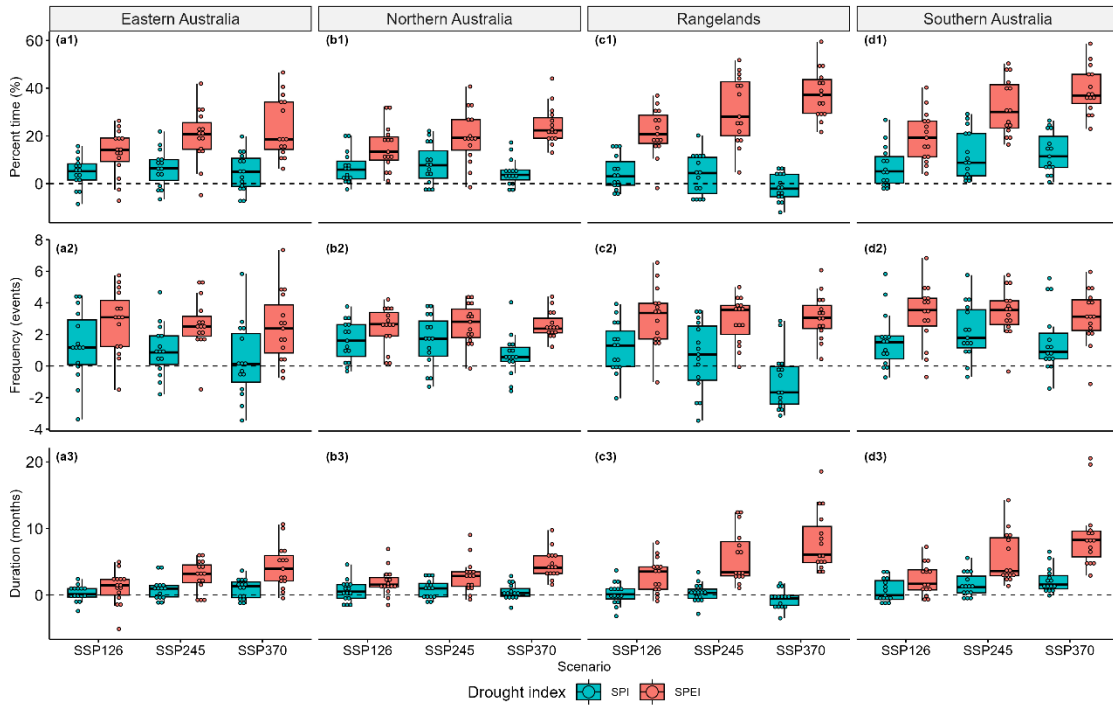 Eastern Australia Northern Australia Rangelands Southern Australia
(a1) (b1) (c1) (d1)
Percent time (%)
60
40
20
0
(a2) (b2) (c2) (d2)
Frequency (events)
8
6
4
2
0
-2
-4
(a3) (b3) (c3) (d3)
Duration (months)
20
10
0
SSP126 SSP245 SSP370 SSP126 SSP245 SSP370 SSP126 SSP245 SSP370 SSP126 SSP245 SSP370
Scenario
Drought index SPI SPEI